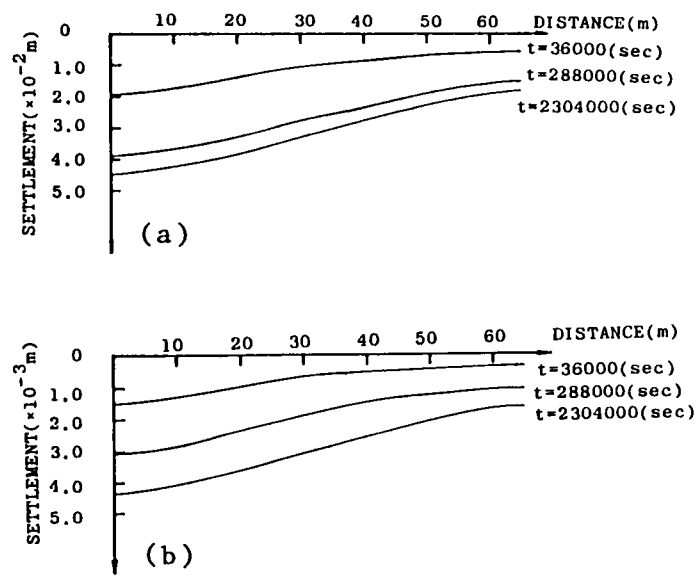 0 10 20 30 40 50 60 DISTANCE(m)
t=36000(sec)
t=288000(sec)
t=2304000(sec)
1.0
2.0
3.0
4.0
5.0
SETTLEMENT(×10⁻²m)
(a)
0 10 20 30 40 50 60 DISTANCE(m)
t=36000(sec)
t=288000(sec)
t=2304000(sec)
1.0
2.0
3.0
4.0
5.0
SETTLEMENT(×10⁻³m)
(b)